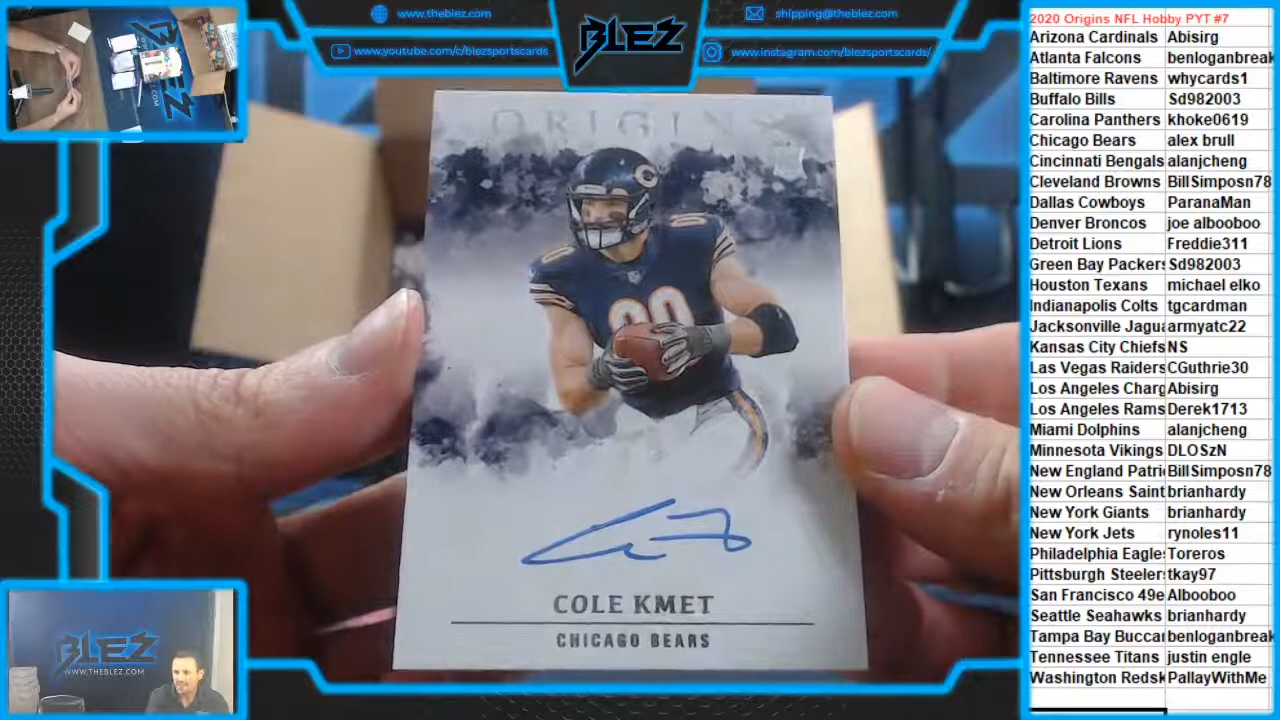 www.theblez.com
www.youtube.com/c/blezsportscards
BLEZ
shipping@theblez.com
www.instagram.com/blezsportscards/
ORIGINS
C
80
COLE KMET
CHICAGO BEARS
BLEZ
WWW.THEBLEZ.COM
2020 Origins NFL Hobby PYT #7
Arizona Cardinals Abisirg
Atlanta Falcons benloganbreak
Baltimore Ravens whycards1
Buffalo Bills Sd982003
Carolina Panthers khoke0619
Chicago Bears alex brull
Cincinnati Bengals alanjcheng
Cleveland Browns BillSimposn78
Dallas Cowboys ParanaMan
Denver Broncos joe albooboo
Detroit Lions Freddie311
Green Bay Packers Sd982003
Houston Texans michael elko
Indianapolis Colts tgcardman
Jacksonville Jagua armyatc22
Kansas City Chiefs NS
Las Vegas Raiders CGuthrie30
Los Angeles Charg Abisirg
Los Angeles Rams Derek1713
Miami Dolphins alanjcheng
Minnesota Vikings DLOSzN
New England Patri BillSimposn78
New Orleans Saint brianhardy
New York Giants brianhardy
New York Jets rynoles11
Philadelphia Eagle Toreros
Pittsburgh Steeler tkay97
San Francisco 49e Albooboo
Seattle Seahawks brianhardy
Tampa Bay Bucca benloganbreak
Tennessee Titans justin engle
Washington Redsk PallayWithMe